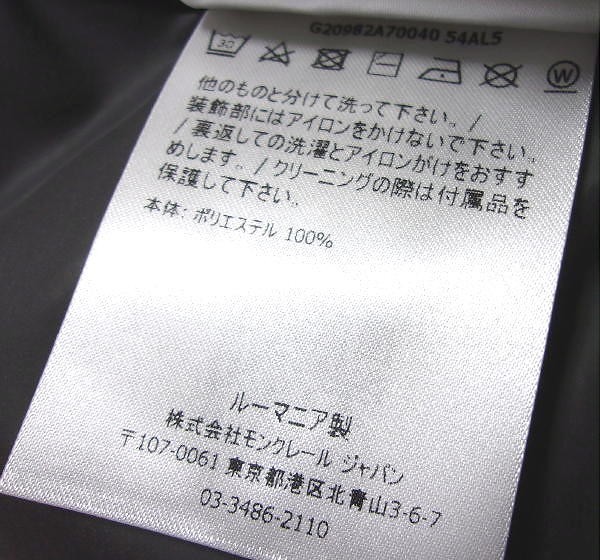 G20982A70040 54AL5
30
W
他のものと分けて洗って下さい。/
装飾部にはアイロンをかけないで下さい。
/ 裏返しての洗濯とアイロンがけをおすす
めします。/ クリーニングの際は付属品を
保護して下さい。
本体: ポリエステル 100%
ルーマニア製
株式会社モンクレール ジャパン
〒107-0061 東京都港区北青山3-6-7
03-3486-2110